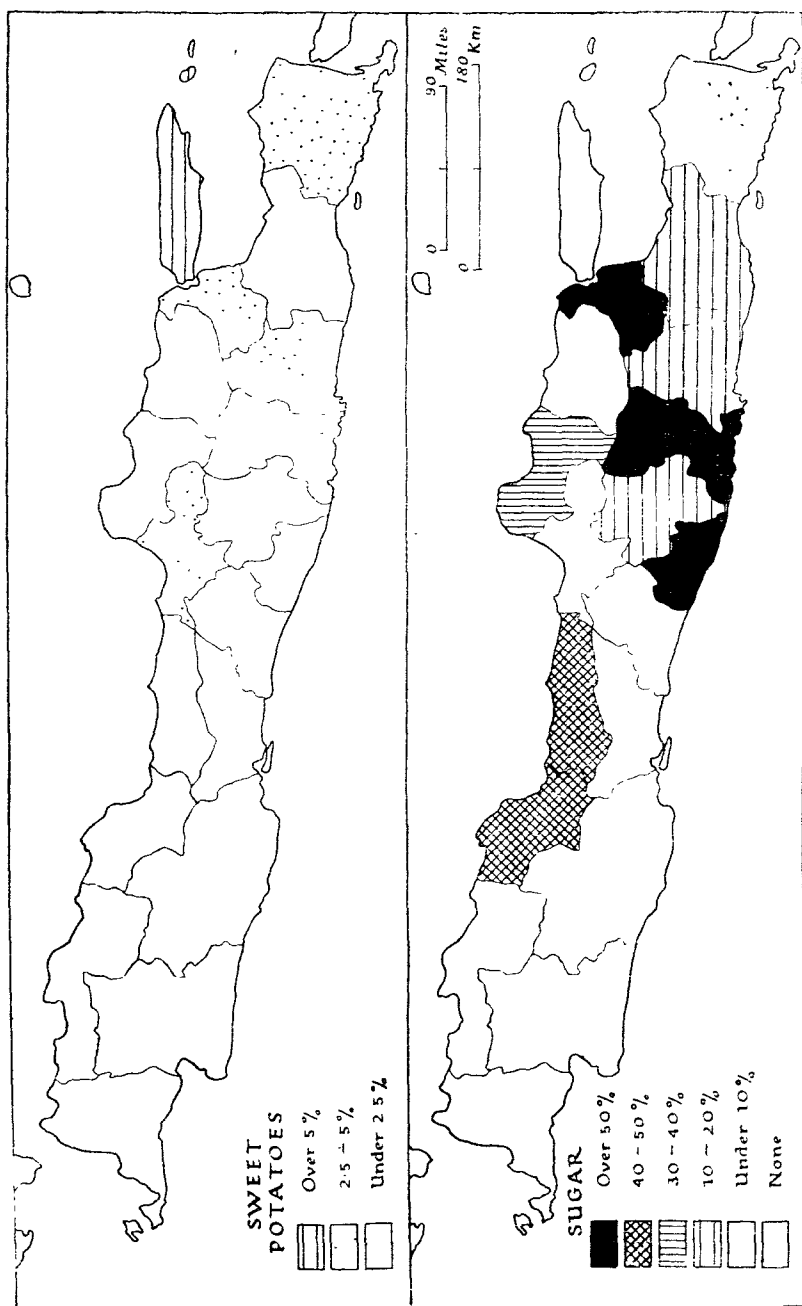 SWEET
POTATOES
Over 5%
2·5 – 5%
Under 2 5%
SUGAR
Over 50%
40 – 50%
30 – 40%
10 – 20%
Under 10%
None
0 90
Miles
0 180
Km